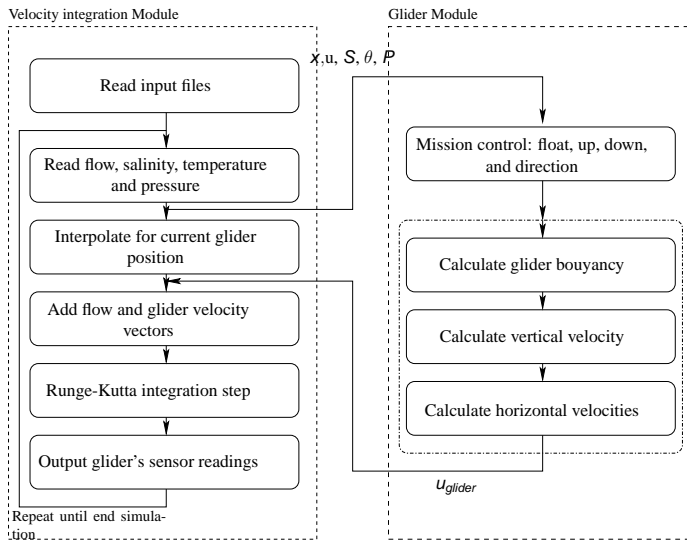 Velocity integration Module
Read input files
Read flow, salinity, temperature
and pressure
Interpolate for current glider
position
Add flow and glider velocity
vectors
Runge-Kutta integration step
Output glider's sensor readings
Repeat until end simula-
tion
x,u, S, θ, P
Glider Module
Mission control: float, up, down,
and direction
Calculate glider bouyancy
Calculate vertical velocity
Calculate horizontal velocities
u_glider